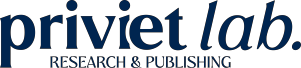 priviet lab.
RESEARCH & PUBLISHING